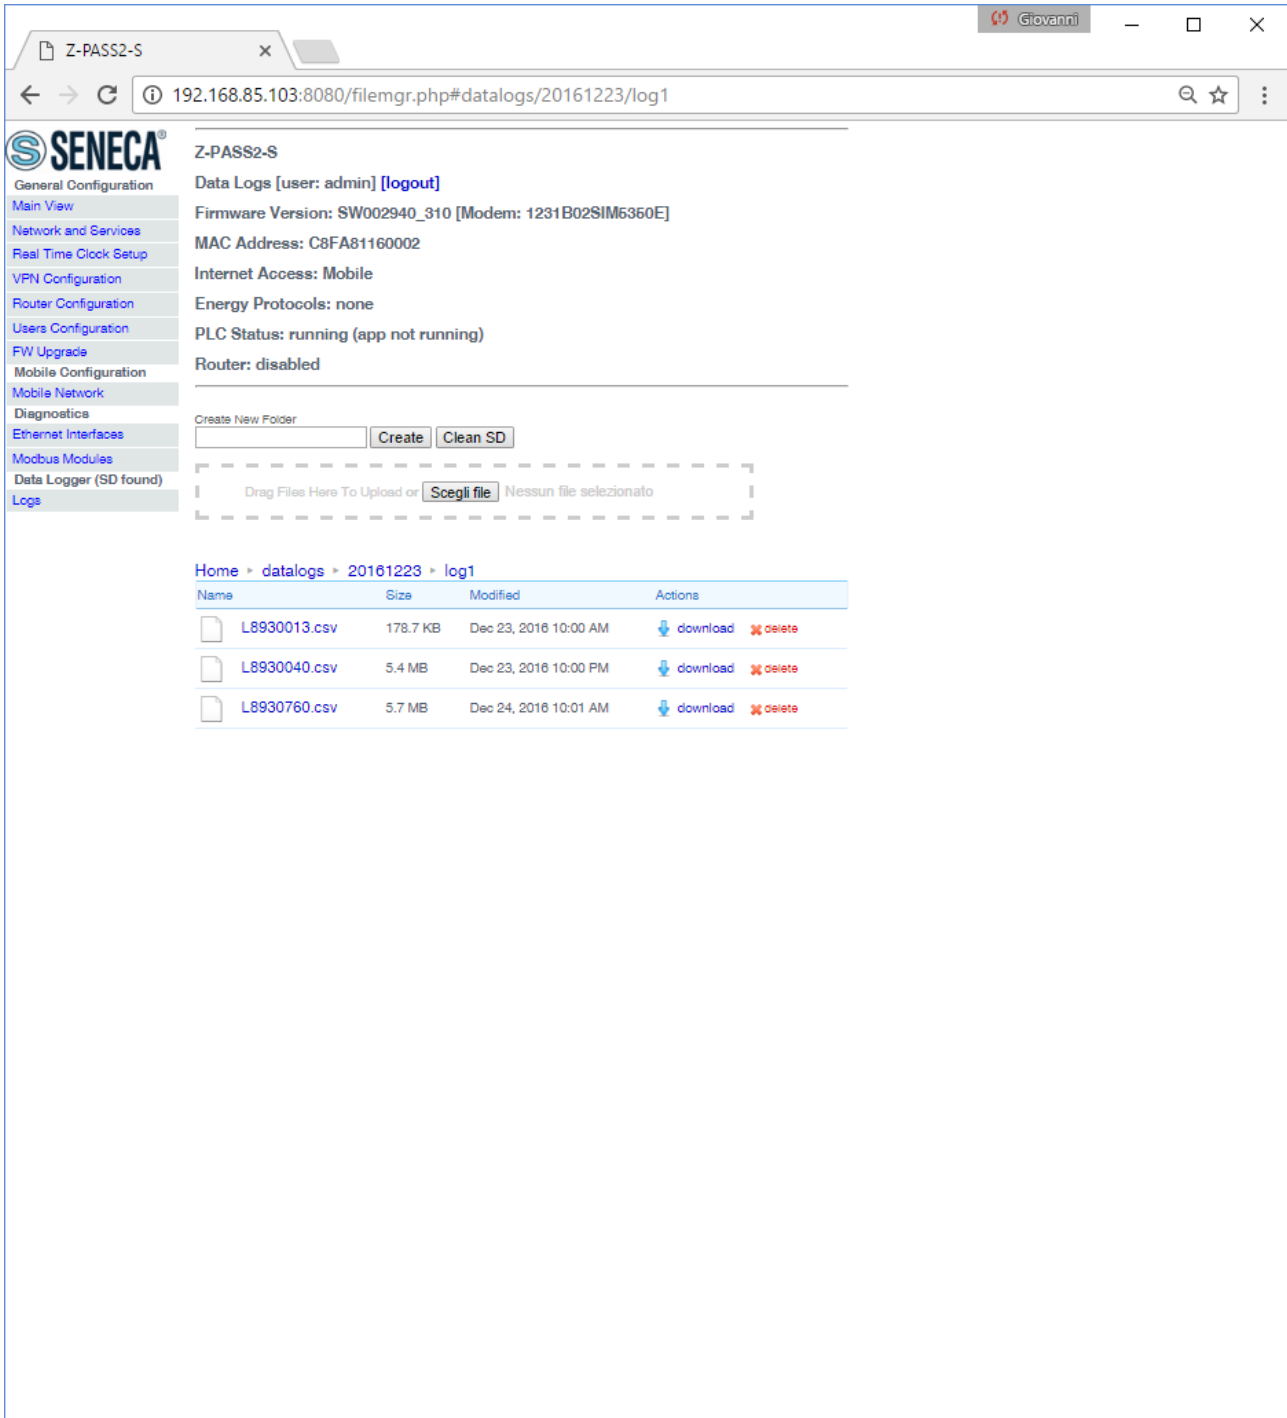 Giovanni
Z-PASS2-S
192.168.85.103:8080/filemgr.php#datalogs/20161223/log1
SENECA®
General Configuration
Main View
Network and Services
Real Time Clock Setup
VPN Configuration
Router Configuration
Users Configuration
FW Upgrade
Mobile Configuration
Mobile Network
Diagnostics
Ethernet Interfaces
Modbus Modules
Data Logger (SD found)
Logs
Z-PASS2-S
Data Logs [user: admin] [logout]
Firmware Version: SW002940_310 [Modem: 1231B02SIM5350E]
MAC Address: C8FA81160002
Internet Access: Mobile
Energy Protocols: none
PLC Status: running (app not running)
Router: disabled
Create New Folder
Create Clean SD
Drag Files Here To Upload or Scegli file Nessun file selezionato
Home ▸ datalogs ▸ 20161223 ▸ log1
Name Size Modified Actions
L8930013.csv 178.7 KB Dec 23, 2016 10:00 AM download delete
L8930040.csv 5.4 MB Dec 23, 2016 10:00 PM download delete
L8930760.csv 5.7 MB Dec 24, 2016 10:01 AM download delete